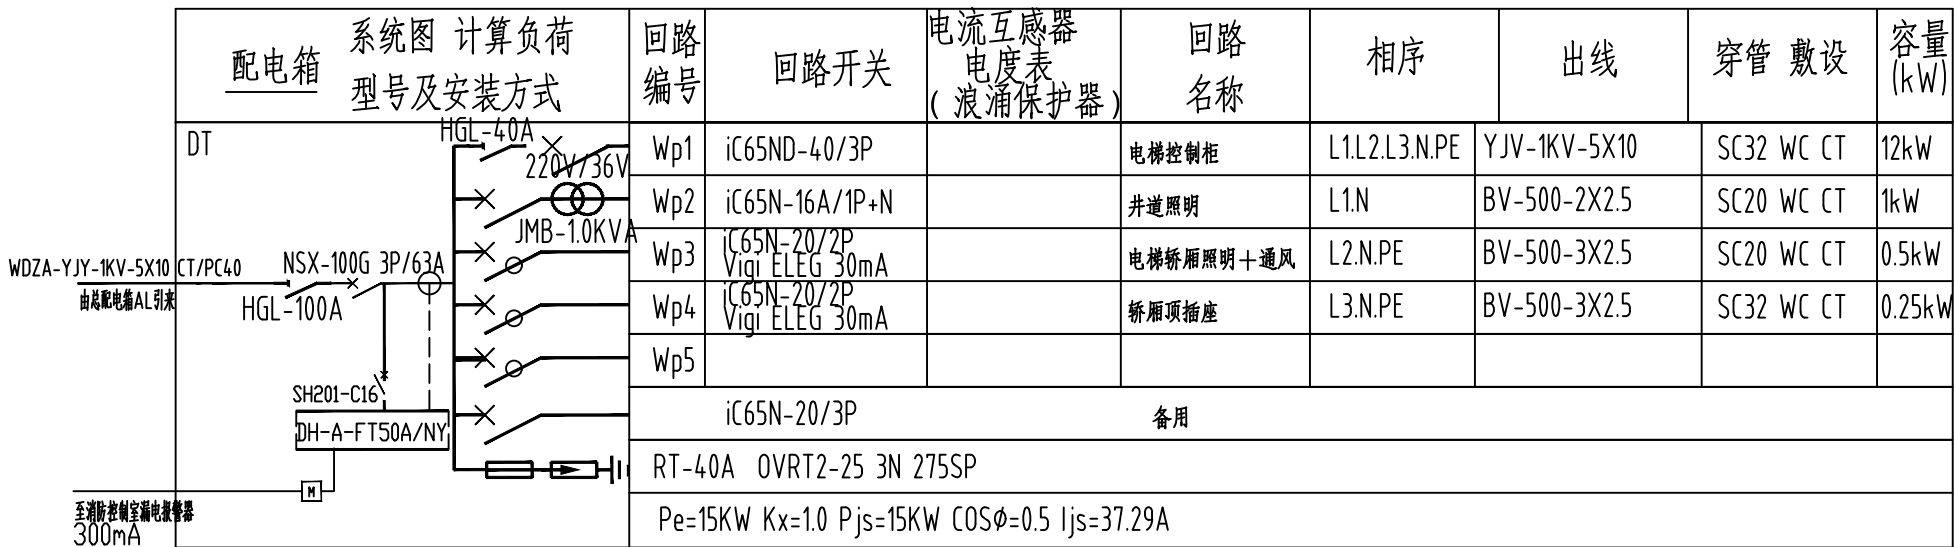 配电箱
系统图 计算负荷
型号及安装方式
回路
编号
回路开关
电流互感器
电度表
(浪涌保护器)
回路
名称
相序
出线
穿管 敷设
容量
(kW)
DT
HGL-40A
220V/36V
JMB-1.0KVA
WDZA-YJY-1KV-5X10 CT/PC40
由总配电箱AL引来
NSX-100G 3P/63A
HGL-100A
SH201-C16
DH-A-FT50A/NY
M
至消防控制室漏电报警器
300mA
Wp1 iC65ND-40/3P 电梯控制柜 L1.L2.L3.N.PE YJV-1KV-5X10 SC32 WC CT 12kW
Wp2 iC65N-16A/1P+N 井道照明 L1.N BV-500-2X2.5 SC20 WC CT 1kW
Wp3 iC65N-20/2P
Vigi ELEG 30mA 电梯轿厢照明+通风 L2.N.PE BV-500-3X2.5 SC20 WC CT 0.5kW
Wp4 iC65N-20/2P
Vigi ELEG 30mA 轿厢顶插座 L3.N.PE BV-500-3X2.5 SC32 WC CT 0.25kW
Wp5
iC65N-20/3P 备用
RT-40A OVRT2-25 3N 275SP
Pe=15KW Kx=1.0 Pjs=15KW COSφ=0.5 Ijs=37.29A